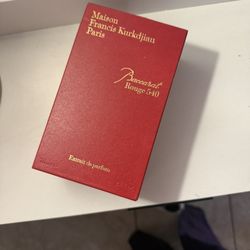 Maison
Francis Kurkdjian
Paris
Baccarat
Rouge 540
Extrait de parfum